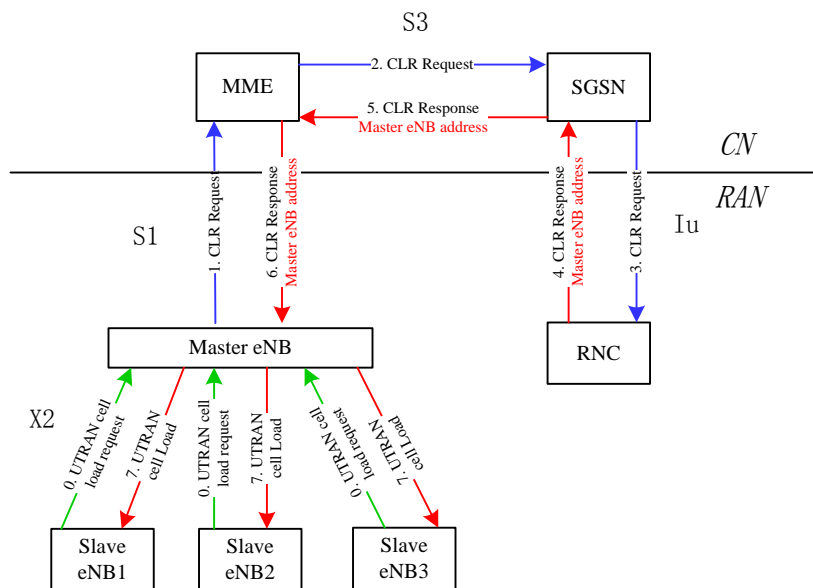 S3
MME
2. CLR Request
SGSN
5. CLR Response
Master eNB address
CN
RAN
S1
1. CLR Request
6. CLR Response
Master eNB address
4. CLR Response
Master eNB address
3. CLR Request
Iu
Master eNB
RNC
X2
0. UTRAN cell
load request
7. UTRAN
cell Load
0. UTRAN cell
load request
7. UTRAN
cell Load
0. UTRAN cell
load request
7. UTRAN
cell Load
Slave
eNB1
Slave
eNB2
Slave
eNB3